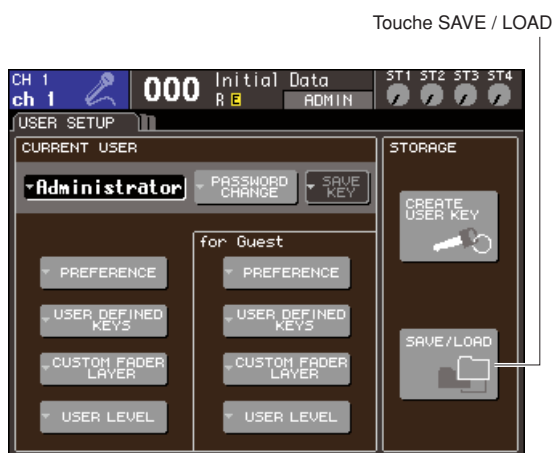 Touche SAVE / LOAD
CH 1
ch 1
000
Initial Data
R E
ADMIN
ST1 ST2 ST3 ST4
USER SETUP
CURRENT USER
Administrator
PASSWORD
CHANGE
SAVE
KEY
PREFERENCE
USER DEFINED
KEYS
CUSTOM FADER
LAYER
USER LEVEL
for Guest
PREFERENCE
USER DEFINED
KEYS
CUSTOM FADER
LAYER
USER LEVEL
STORAGE
CREATE
USER KEY
SAVE/LOAD